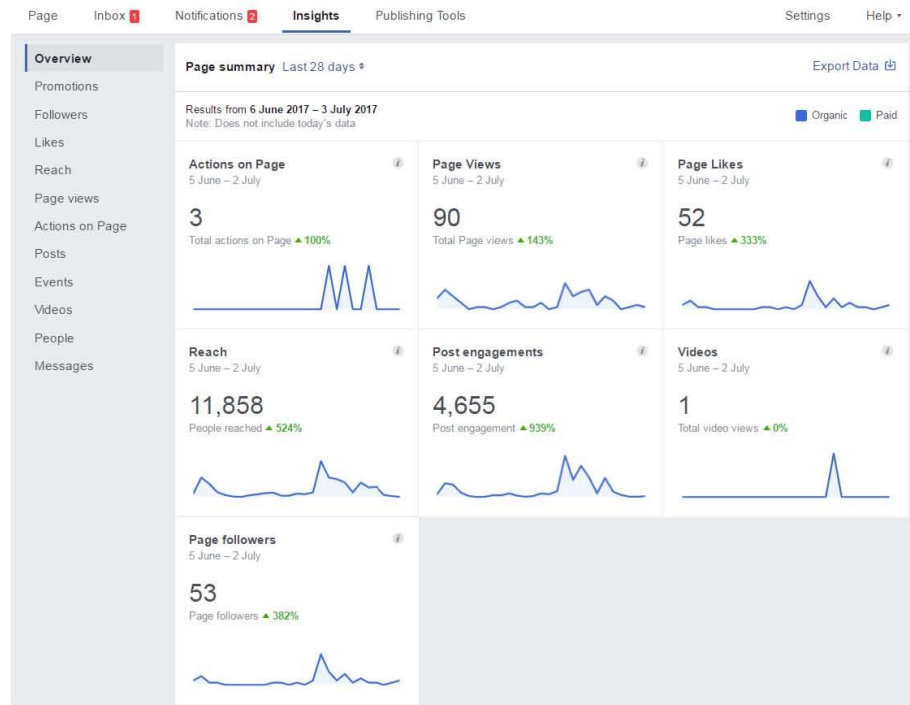 Page Inbox 1 Notifications 2 Insights Publishing Tools Settings Help
Overview
Promotions
Followers
Likes
Reach
Page views
Actions on Page
Posts
Events
Videos
People
Messages
Page summary Last 28 days
Export Data
Results from 6 June 2017 – 3 July 2017
Note: Does not include today's data
Organic Paid
Actions on Page
5 June – 2 July
3
Total actions on Page ▲ 100%
Page Views
5 June – 2 July
90
Total Page views ▲ 143%
Page Likes
5 June – 2 July
52
Page likes ▲ 333%
Reach
5 June – 2 July
11,858
People reached ▲ 524%
Post engagements
5 June – 2 July
4,655
Post engagement ▲ 939%
Videos
5 June – 2 July
1
Total video views ▲ 0%
Page followers
5 June – 2 July
53
Page followers ▲ 382%